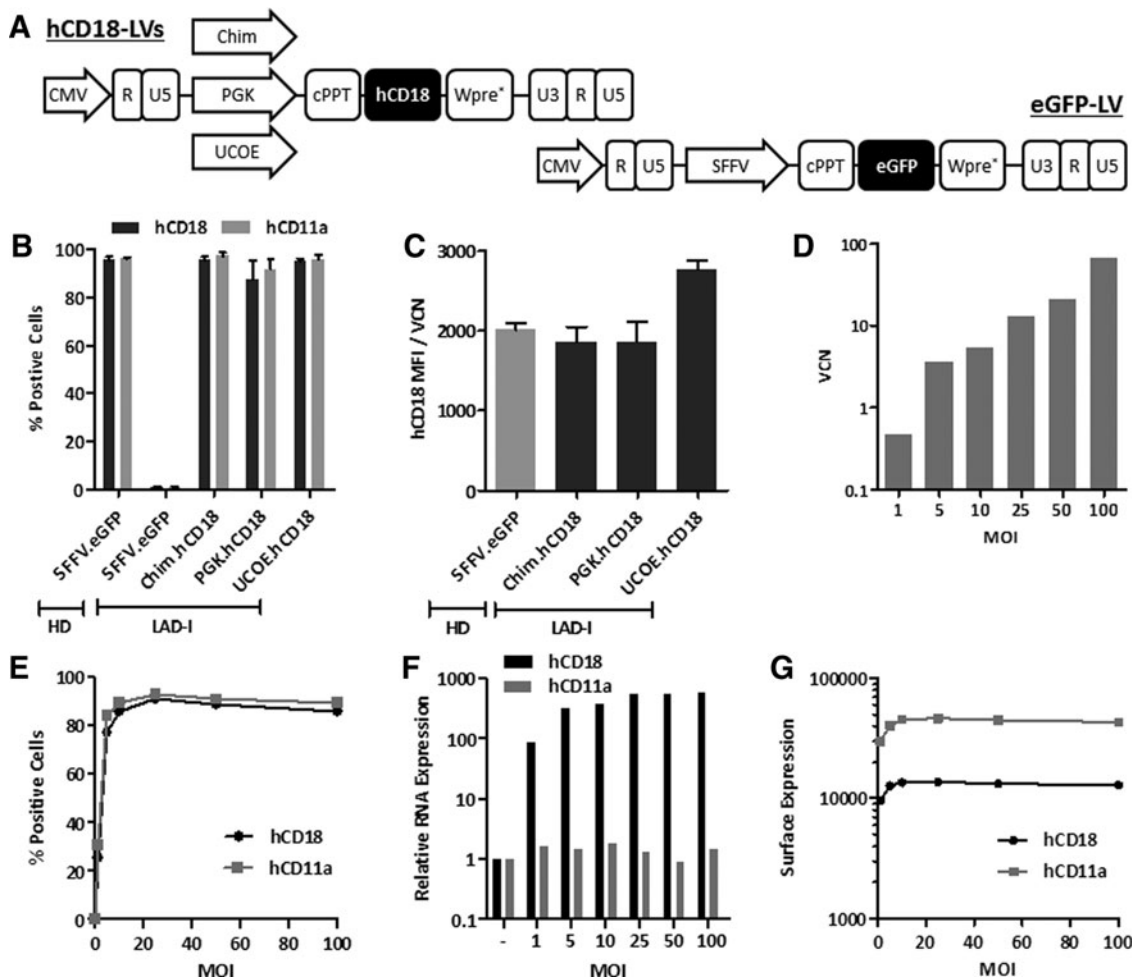 A
hCD18-LVs
Chim
CMV R U5 PGK cPPT hCD18 Wpre* U3 R U5
UCOE
eGFP-LV
CMV R U5 SFFV cPPT eGFP Wpre* U3 R U5
B
hCD18 hCD11a
% Postive Cells
100
80
60
40
20
0
SFFV.eGFP
SFFV.eGFP
Chim.hCD18
PGK.hCD18
UCOE.hCD18
HD LAD-I
C
hCD18 MFI / VCN
3000
2000
1000
0
SFFV.eGFP
Chim.hCD18
PGK.hCD18
UCOE.hCD18
HD LAD-I
D
VCN
100
10
1
0.1
1 5 10 25 50 100
MOI
E
% Positive Cells
100
80
60
40
20
0
0 20 40 60 80 100
MOI
hCD18
hCD11a
F
hCD18
hCD11a
Relative RNA Expression
1000
100
10
1
0.1
- 1 5 10 25 50 100
MOI
G
Surface Expression
100000
10000
1000
0 20 40 60 80 100
MOI
hCD18
hCD11a